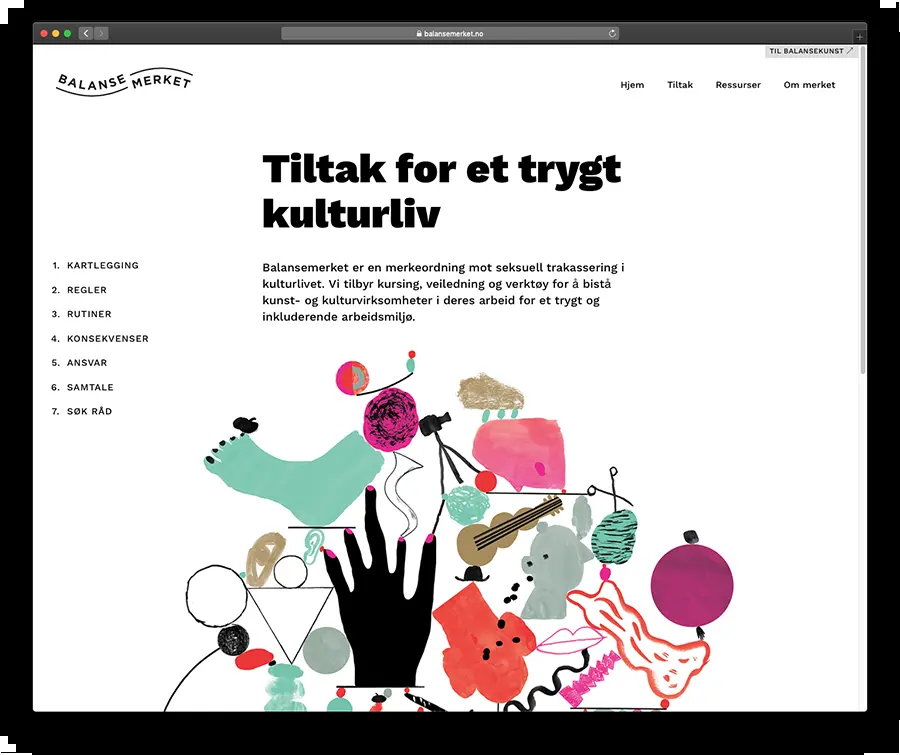 balansemerket.no
TIL BALANSEKUNST
BALANSE MERKET
Hjem Tiltak Ressurser Om merket
Tiltak for et trygt
kulturliv
Balansemerket er en merkeordning mot seksuell trakassering i
kulturlivet. Vi tilbyr kursing, veiledning og verktøy for å bistå
kunst- og kulturvirksomheter i deres arbeid for et trygt og
inkluderende arbeidsmiljø.
1. KARTLEGGING
2. REGLER
3. RUTINER
4. KONSEKVENSER
5. ANSVAR
6. SAMTALE
7. SØK RÅD